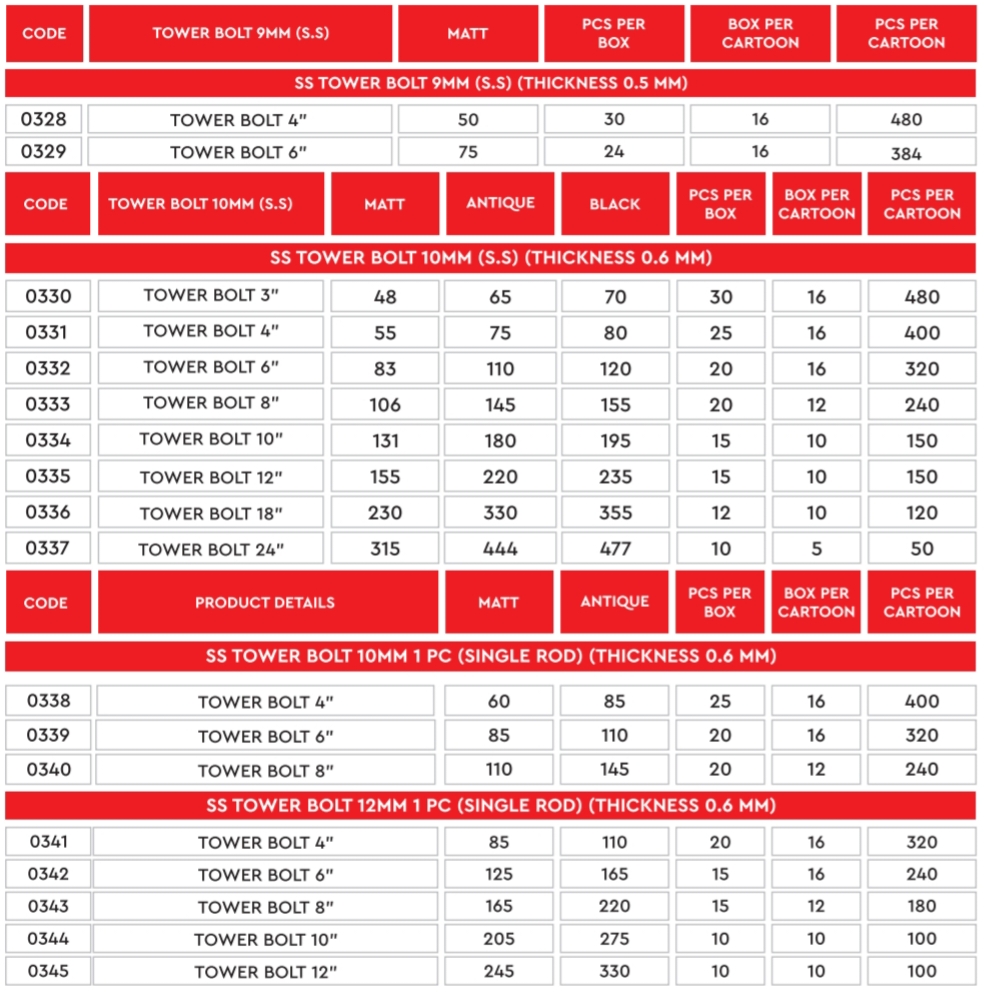 CODE TOWER BOLT 9MM (S.S) MATT PCS PER BOX BOX PER CARTOON PCS PER CARTOON
SS TOWER BOLT 9MM (S.S) (THICKNESS 0.5 MM)
0328 TOWER BOLT 4″ 50 30 16 480
0329 TOWER BOLT 6″ 75 24 16 384
CODE TOWER BOLT 10MM (S.S) MATT ANTIQUE BLACK PCS PER BOX BOX PER CARTOON PCS PER CARTOON
SS TOWER BOLT 10MM (S.S) (THICKNESS 0.6 MM)
0330 TOWER BOLT 3″ 48 65 70 30 16 480
0331 TOWER BOLT 4″ 55 75 80 25 16 400
0332 TOWER BOLT 6″ 83 110 120 20 16 320
0333 TOWER BOLT 8″ 106 145 155 20 12 240
0334 TOWER BOLT 10″ 131 180 195 15 10 150
0335 TOWER BOLT 12″ 155 220 235 15 10 150
0336 TOWER BOLT 18″ 230 330 355 12 10 120
0337 TOWER BOLT 24″ 315 444 477 10 5 50
CODE PRODUCT DETAILS MATT ANTIQUE PCS PER BOX BOX PER CARTOON PCS PER CARTOON
SS TOWER BOLT 10MM 1 PC (SINGLE ROD) (THICKNESS 0.6 MM)
0338 TOWER BOLT 4″ 60 85 25 16 400
0339 TOWER BOLT 6″ 85 110 20 16 320
0340 TOWER BOLT 8″ 110 145 20 12 240
SS TOWER BOLT 12MM 1 PC (SINGLE ROD) (THICKNESS 0.6 MM)
0341 TOWER BOLT 4″ 85 110 20 16 320
0342 TOWER BOLT 6″ 125 165 15 16 240
0343 TOWER BOLT 8″ 165 220 15 12 180
0344 TOWER BOLT 10″ 205 275 10 10 100
0345 TOWER BOLT 12″ 245 330 10 10 100